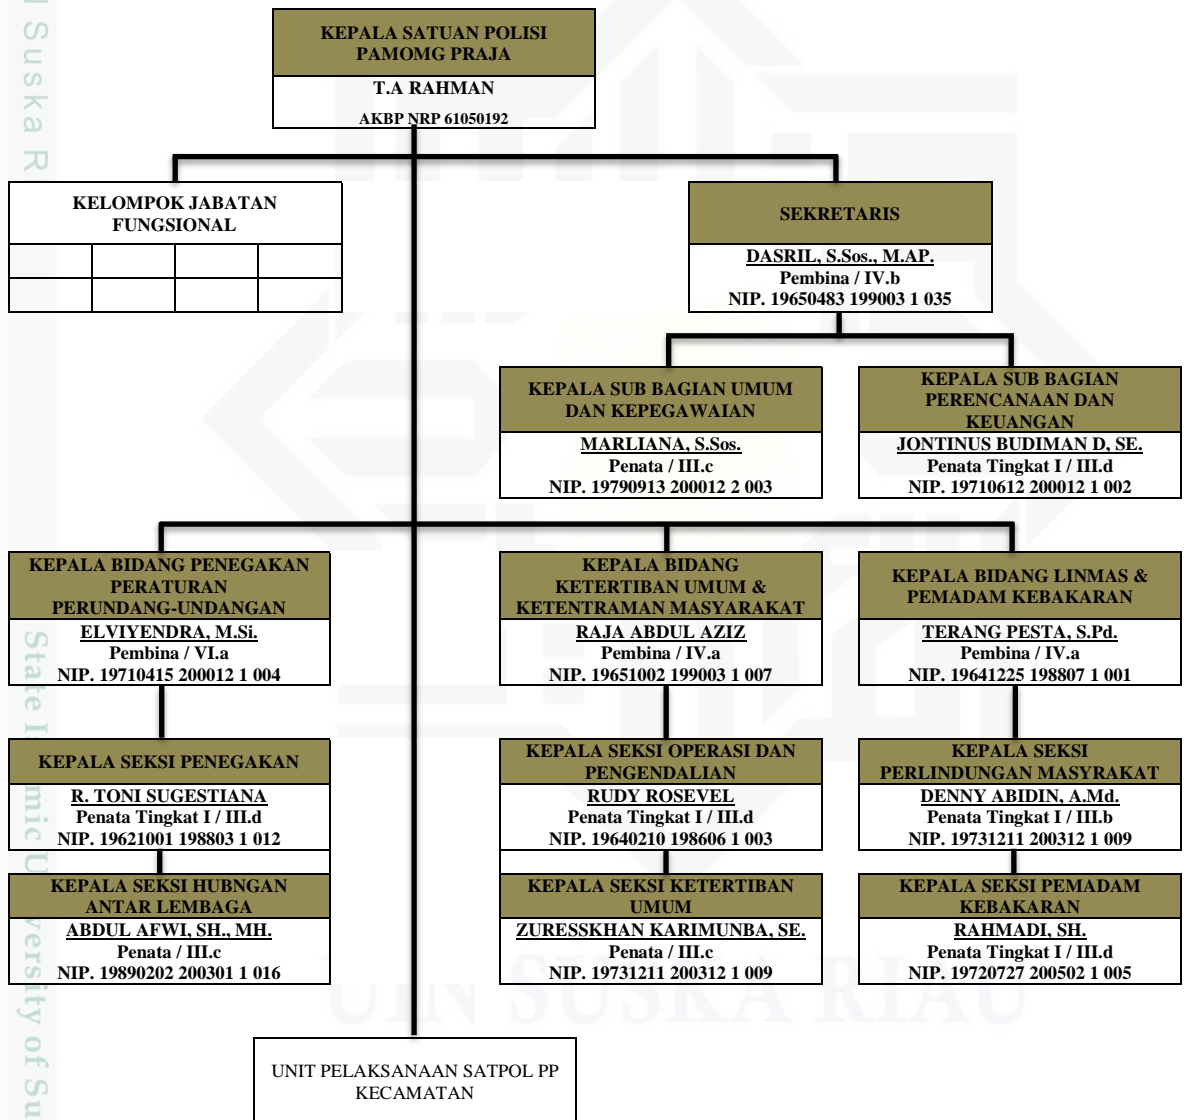 KEPALA SATUAN POLISI
PAMOMG PRAJA
T.A RAHMAN
AKBP NRP 61050192
KELOMPOK JABATAN
FUNGSIONAL
SEKRETARIS
DASRIL, S.Sos., M.AP.
Pembina / IV.b
NIP. 19650483 199003 1 035
KEPALA SUB BAGIAN UMUM
DAN KEPEGAWAIAN
MARLIANA, S.Sos.
Penata / III.c
NIP. 19790913 200012 2 003
KEPALA SUB BAGIAN
PERENCANAAN DAN
KEUANGAN
JONTINUS BUDIMAN D, SE.
Penata Tingkat I / III.d
NIP. 19710612 200012 1 002
KEPALA BIDANG PENEGAKAN
PERATURAN
PERUNDANG-UNDANGAN
ELVIYENDRA, M.Si.
Pembina / VI.a
NIP. 19710415 200012 1 004
KEPALA BIDANG
KETERTIBAN UMUM &
KETENTRAMAN MASYARAKAT
RAJA ABDUL AZIZ
Pembina / IV.a
NIP. 19651002 199003 1 007
KEPALA BIDANG LINMAS &
PEMADAM KEBAKARAN
TERANG PESTA, S.Pd.
Pembina / IV.a
NIP. 19641225 198807 1 001
KEPALA SEKSI PENEGAKAN
R. TONI SUGESTIANA
Penata Tingkat I / III.d
NIP. 19621001 198803 1 012
KEPALA SEKSI OPERASI DAN
PENGENDALIAN
RUDY ROSEVEL
Penata Tingkat I / III.d
NIP. 19640210 198606 1 003
KEPALA SEKSI
PERLINDUNGAN MASYRAKAT
DENNY ABIDIN, A.Md.
Penata Tingkat I / III.b
NIP. 19731211 200312 1 009
KEPALA SEKSI HUBNGAN
ANTAR LEMBAGA
ABDUL AFWI, SH., MH.
Penata / III.c
NIP. 19890202 200301 1 016
KEPALA SEKSI KETERTIBAN
UMUM
ZURESSKHAN KARIMUNBA, SE.
Penata / III.c
NIP. 19731211 200312 1 009
KEPALA SEKSI PEMADAM
KEBAKARAN
RAHMADI, SH.
Penata Tingkat I / III.d
NIP. 19720727 200502 1 005
UNIT PELAKSANAAN SATPOL PP
KECAMATAN
UIN SUSKA RIAU
Suska
State
of